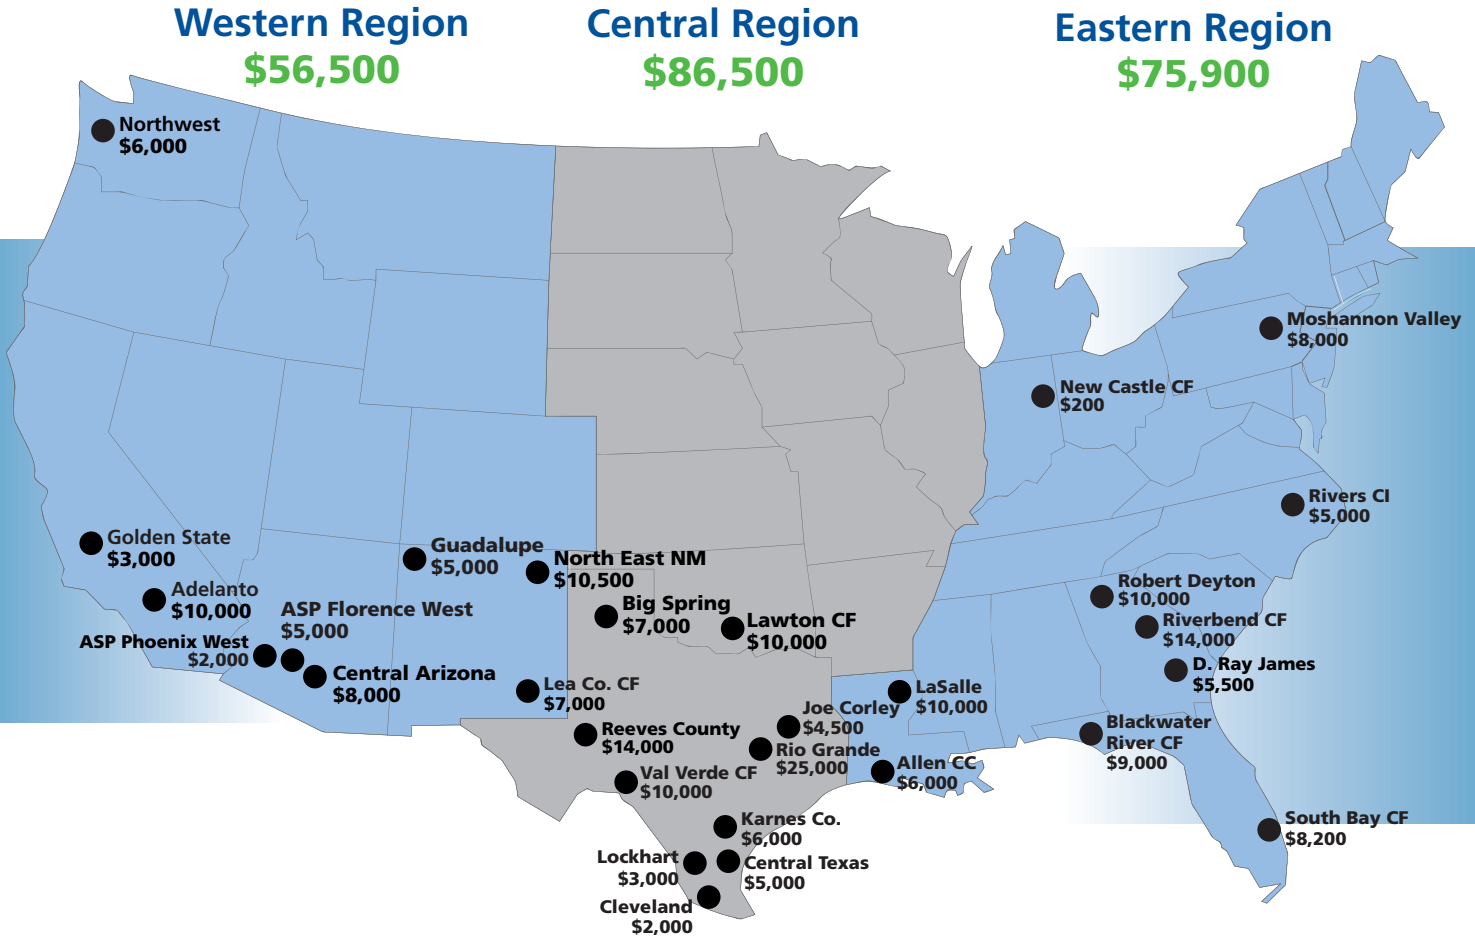 Western Region
$56,500
Central Region
$86,500
Eastern Region
$75,900
Northwest
$6,000
Moshannon Valley
$8,000
New Castle CF
$200
Rivers CI
$5,000
Golden State
$3,000
Guadalupe
$5,000
North East NM
$10,500
Adelanto
$10,000
ASP Florence West
$5,000
Big Spring
$7,000
Lawton CF
$10,000
Robert Deyton
$10,000
Riverbend CF
$14,000
ASP Phoenix West
$2,000
Central Arizona
$8,000
D. Ray James
$5,500
Lea Co. CF
$7,000
LaSalle
$10,000
Joe Corley
$4,500
Reeves County
$14,000
Rio Grande
$25,000
Blackwater
River CF
$9,000
Val Verde CF
$10,000
Allen CC
$6,000
Karnes Co.
$6,000
South Bay CF
$8,200
Lockhart
$3,000
Central Texas
$5,000
Cleveland
$2,000